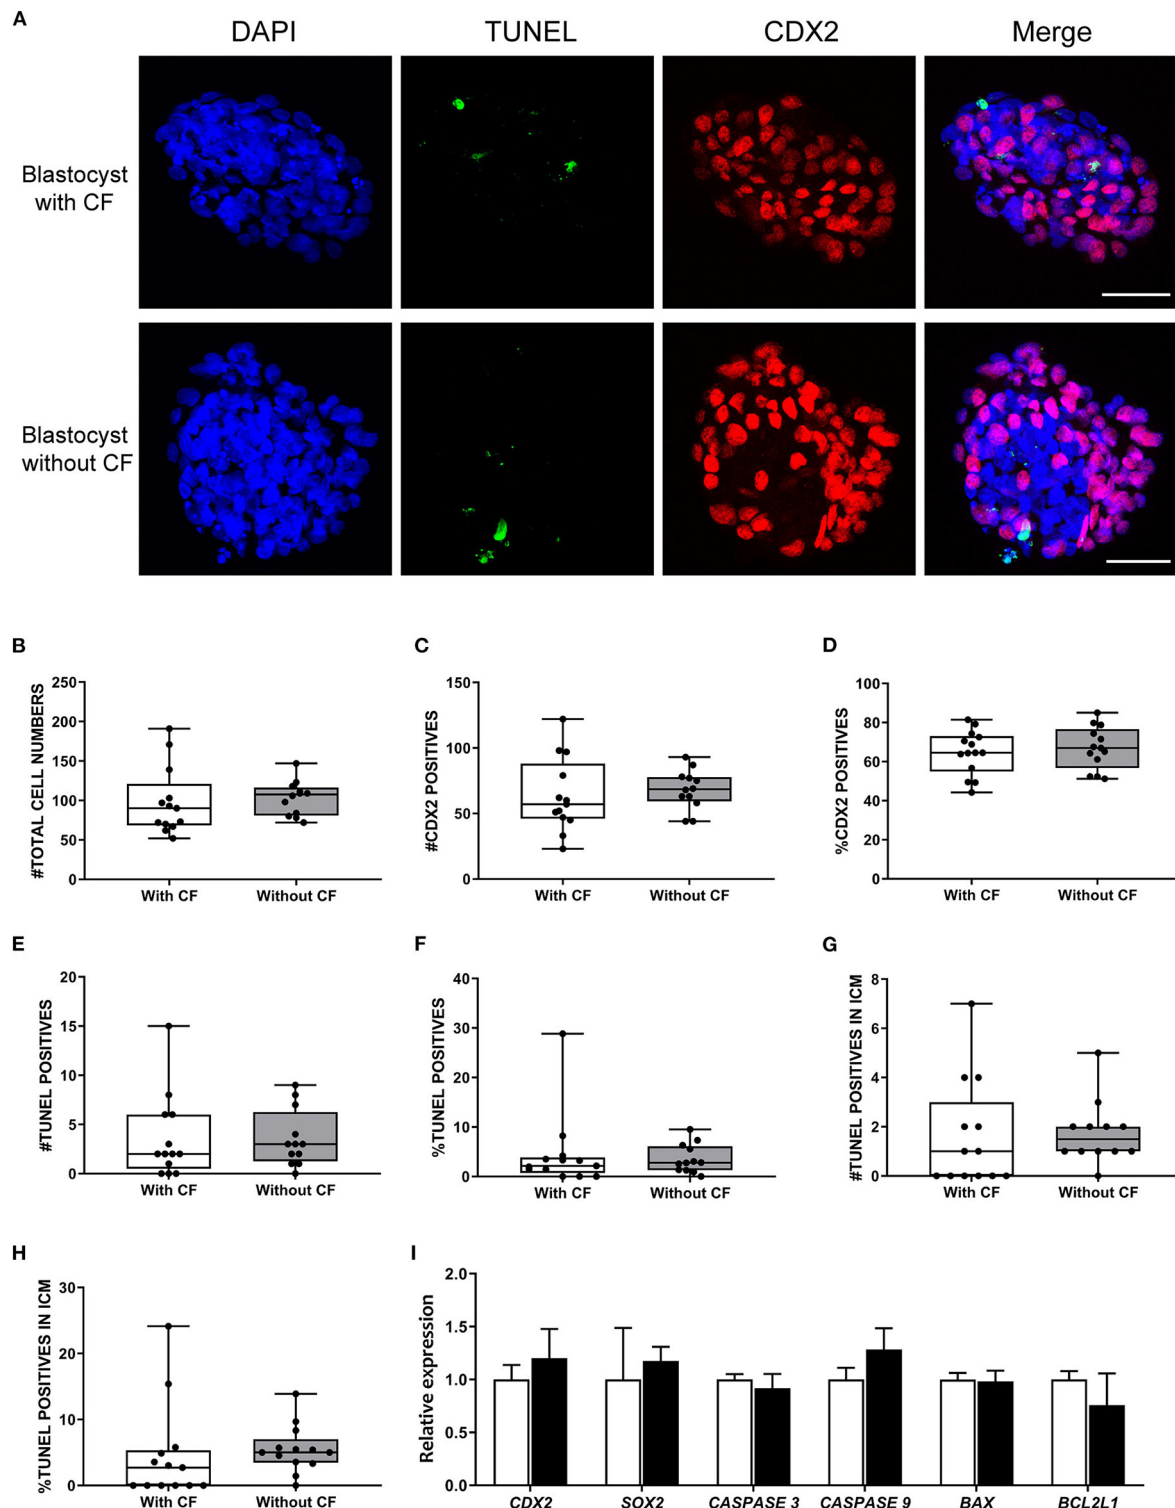 A
DAPI TUNEL CDX2 Merge
Blastocyst
with CF
Blastocyst
without CF
B
#TOTAL CELL NUMBERS
250
200
150
100
50
0
With CF Without CF
C
#CDX2 POSITIVES
150
100
50
0
With CF Without CF
D
%CDX2 POSITIVES
100
80
60
40
20
0
With CF Without CF
E
#TUNEL POSITIVES
20
15
10
5
0
With CF Without CF
F
%TUNEL POSITIVES
40
30
20
10
0
With CF Without CF
G
#TUNEL POSITIVES IN ICM
8
6
4
2
0
With CF Without CF
H
%TUNEL POSITIVES IN ICM
30
20
10
0
With CF Without CF
I
Relative expression
2.0
1.5
1.0
0.5
0.0
CDX2 SOX2 CASPASE 3 CASPASE 9 BAX BCL2L1